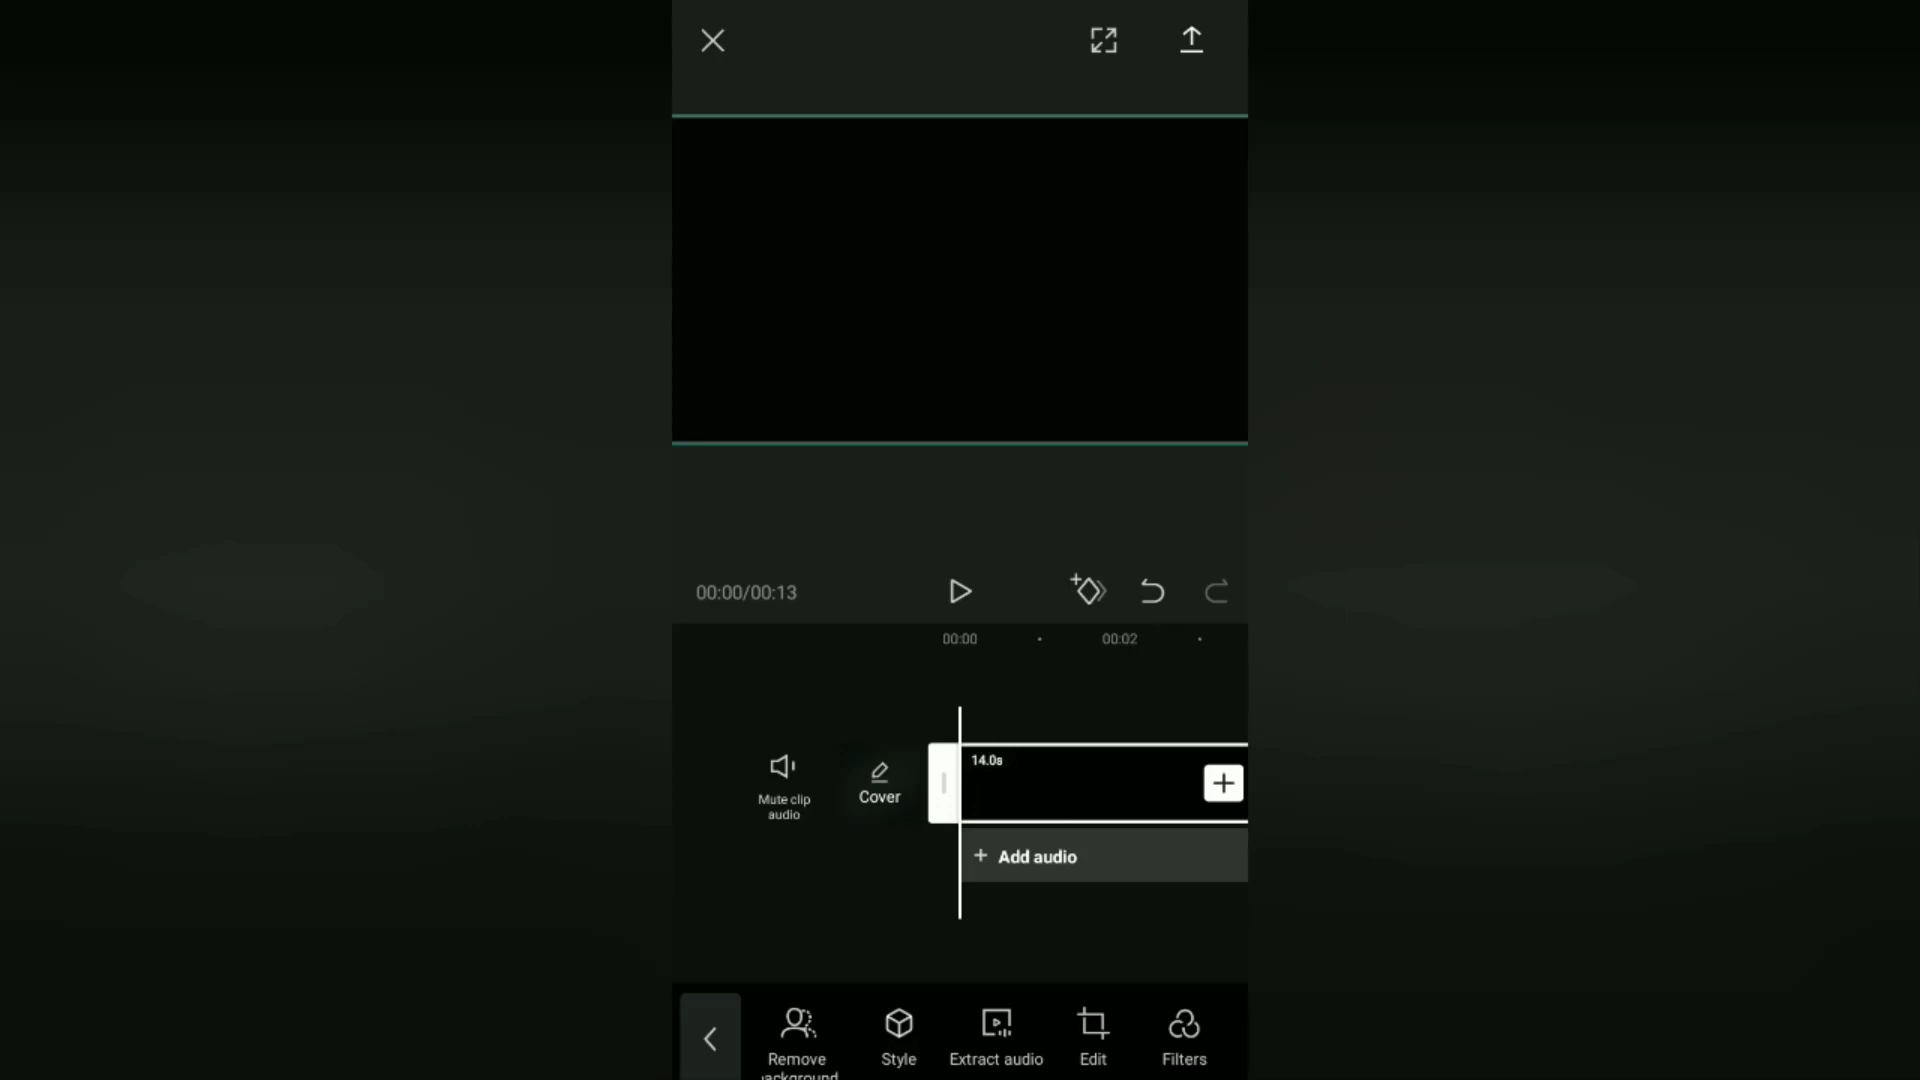 00:00/00:13
00:00
00:02
14.0s
Mute clip
audio
Cover
Add audio
Remove
background
Style
Extract audio
Edit
Filters